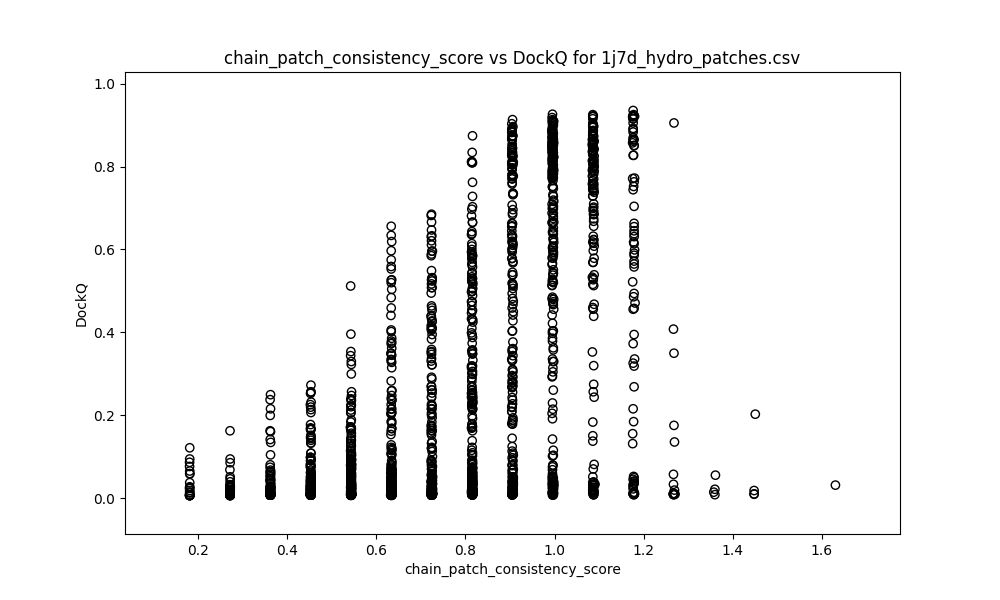 chain_patch_consistency_score vs DockQ for 1j7d_hydro_patches.csv
1.0
0.8
0.6
0.4
0.2
0.0
DockQ
0.2 0.4 0.6 0.8 1.0 1.2 1.4 1.6
chain_patch_consistency_score